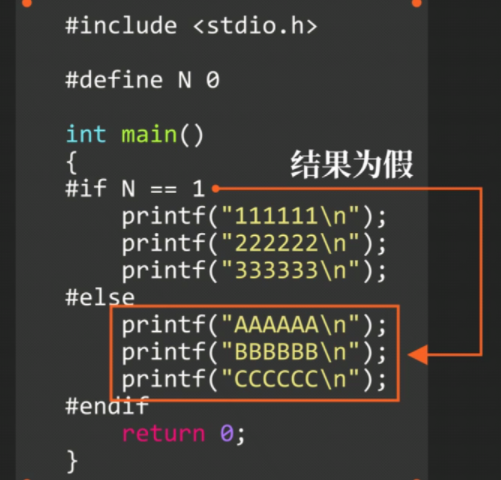 #include <stdio.h>
#define N 0
int main()
{
结果为假
#if N == 1
printf("111111\n");
printf("222222\n");
printf("333333\n");
#else
printf("AAAAAA\n");
printf("BBBBBB\n");
printf("CCCCCC\n");
#endif
return 0;
}